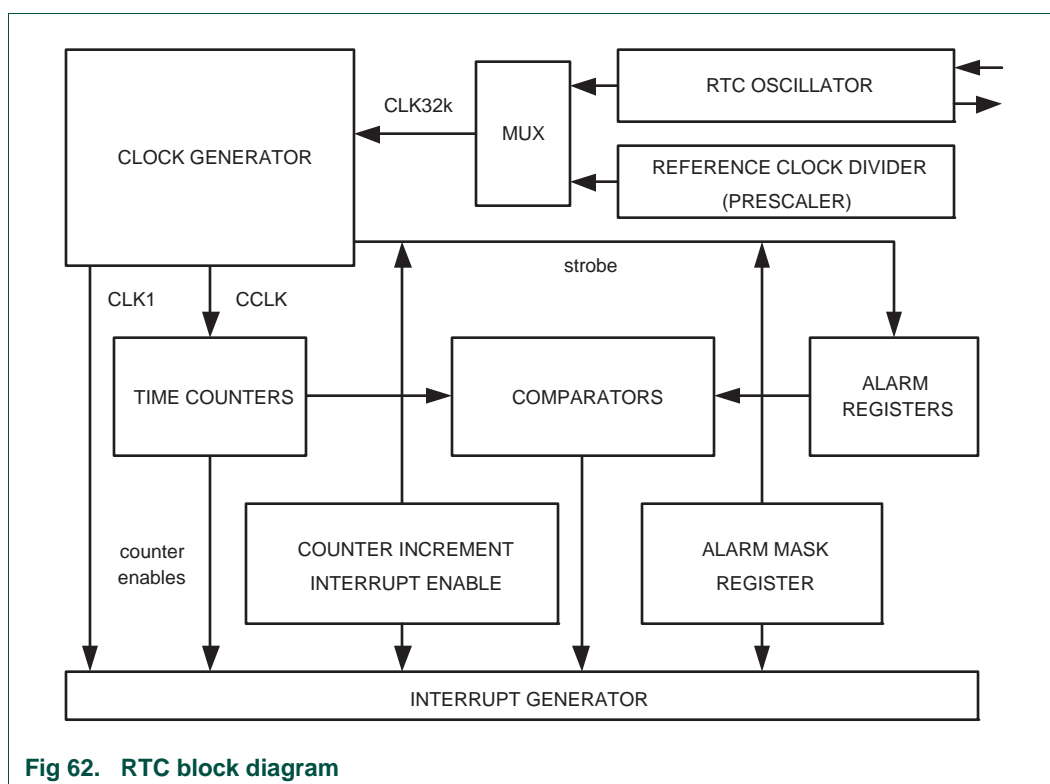 RTC OSCILLATOR
CLK32k
MUX
CLOCK GENERATOR
REFERENCE CLOCK DIVIDER
(PRESCALER)
strobe
CLK1
CCLK
TIME COUNTERS
COMPARATORS
ALARM
REGISTERS
counter
enables
COUNTER INCREMENT
INTERRUPT ENABLE
ALARM MASK
REGISTER
INTERRUPT GENERATOR
Fig 62. RTC block diagram